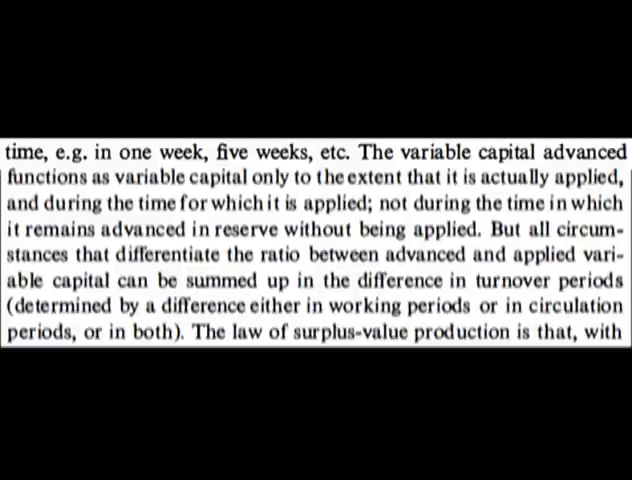 time, e.g. in one week, five weeks, etc. The variable capital advanced
functions as variable capital only to the extent that it is actually applied,
and during the time for which it is applied; not during the time in which
it remains advanced in reserve without being applied. But all circum-
stances that differentiate the ratio between advanced and applied vari-
able capital can be summed up in the difference in turnover periods
(determined by a difference either in working periods or in circulation
periods, or in both). The law of surplus-value production is that, with